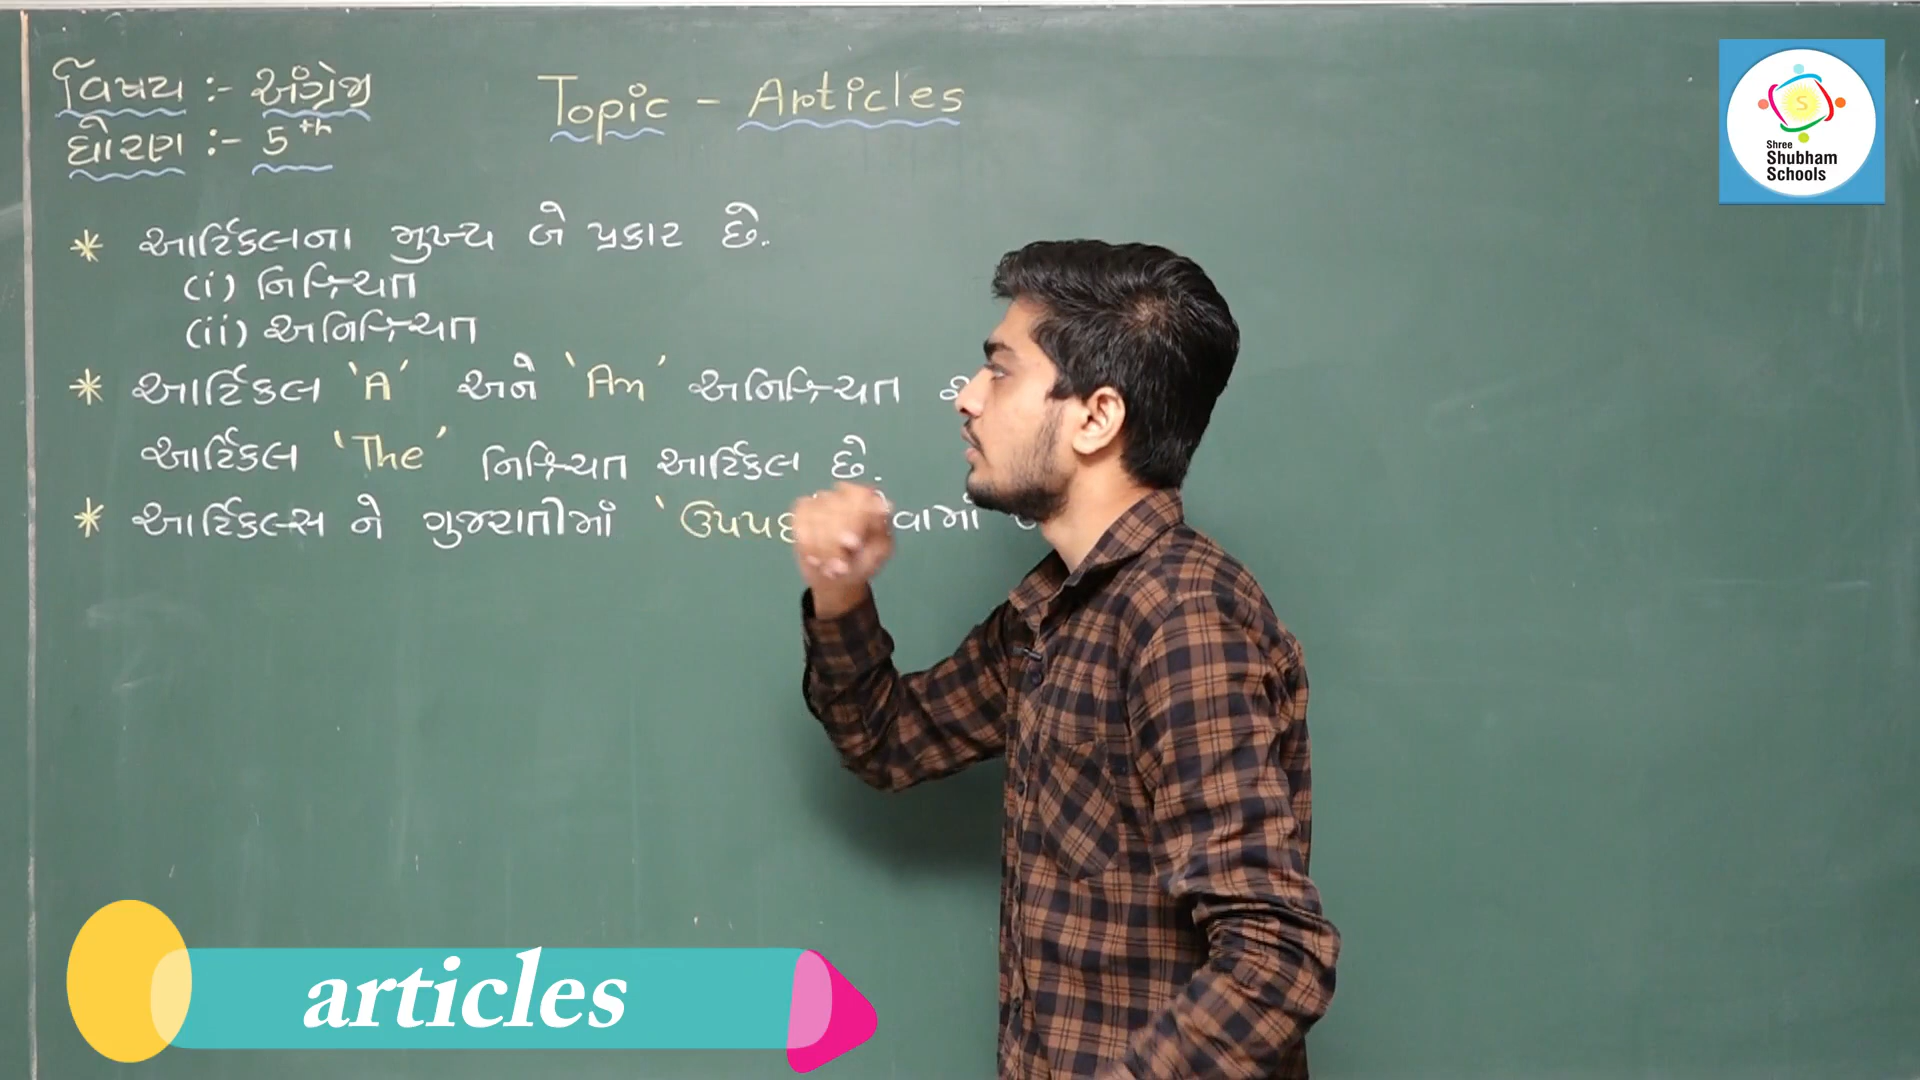 વિષય :- અંગ્રેજી
ધોરણ :- 5th
Topic - Articles
* આર્ટિકલના મુખ્ય બે પ્રકાર છે.
(i) નિશ્ચિત
(ii) અનિશ્ચિત
* આર્ટિકલ 'A' અને 'An' અનિશ્ચિત
આર્ટિકલ 'The' નિશ્ચિત આર્ટિકલ છે.
* આર્ટિકલ્સ ને ગુજરાતીમાં
Shree
Shubham
Schools
S
articles